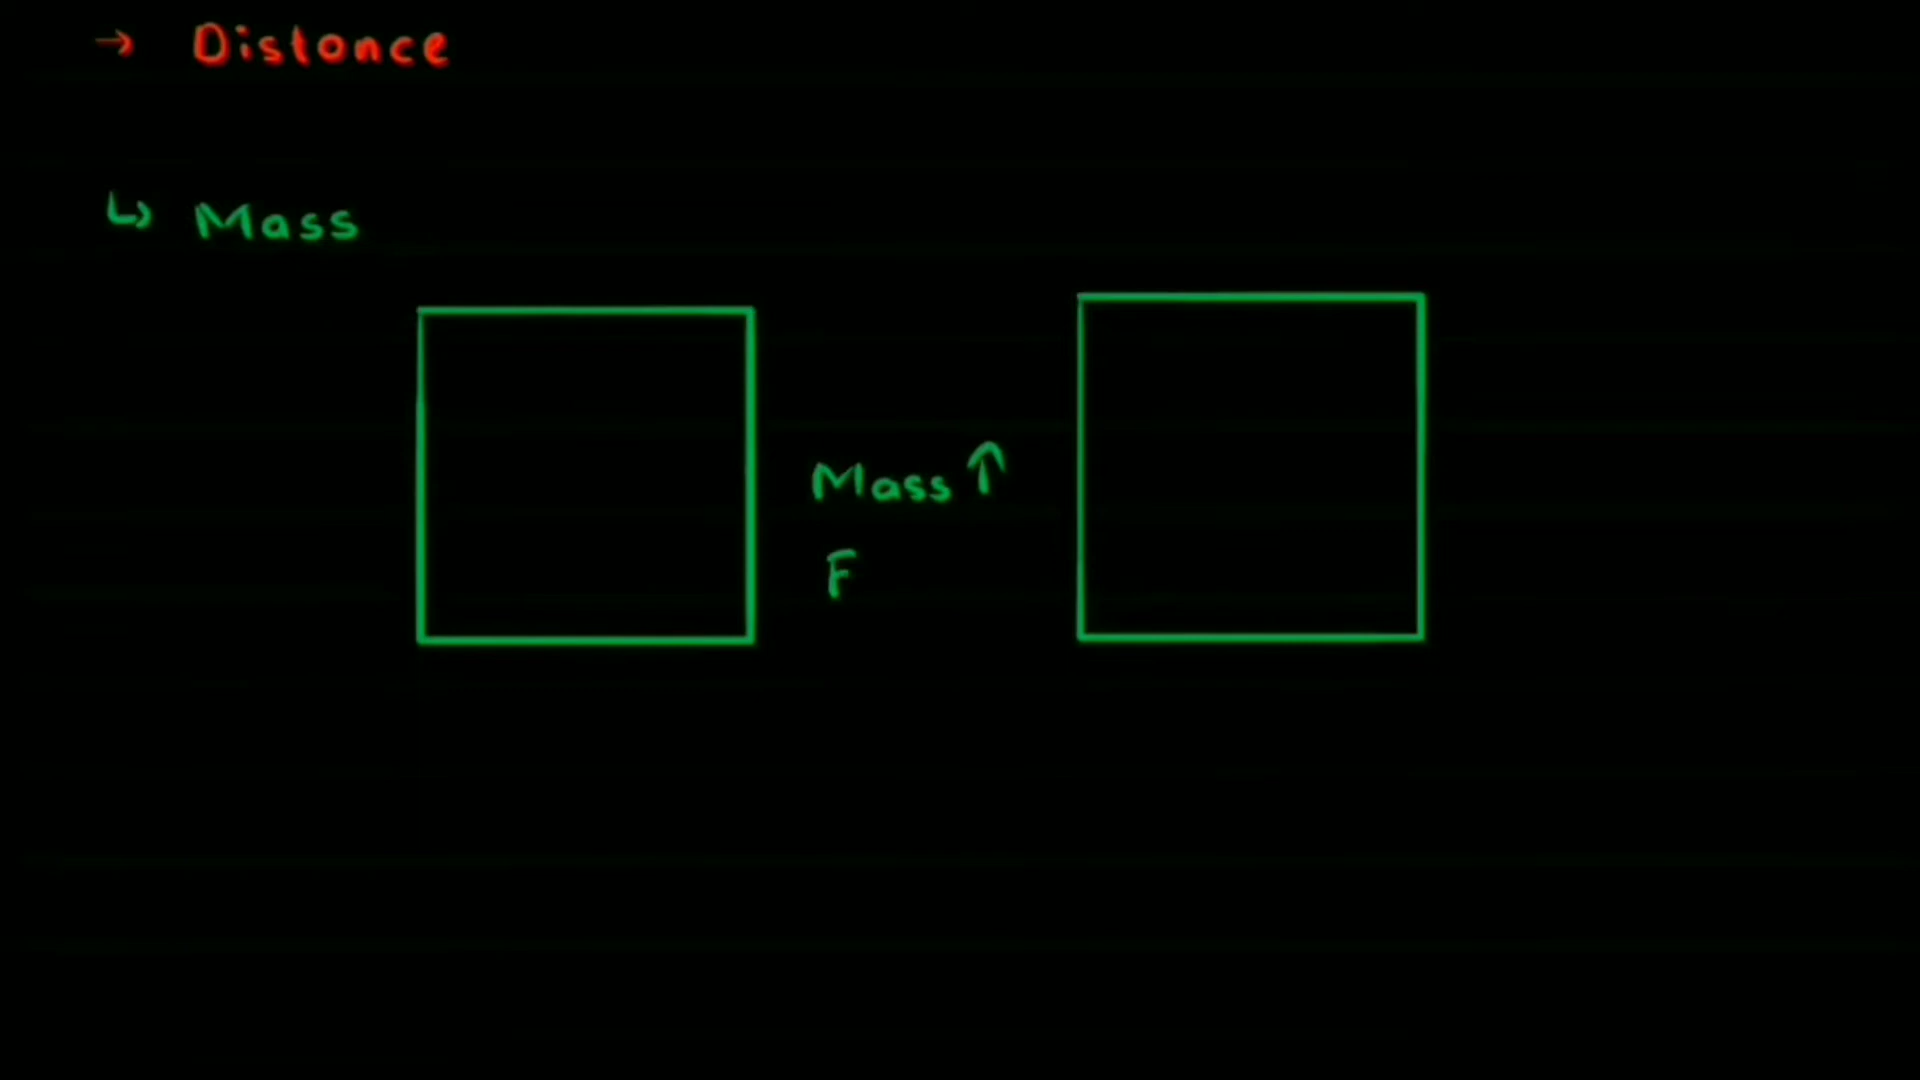 → Distance
↳ Mass
Mass ↑
F